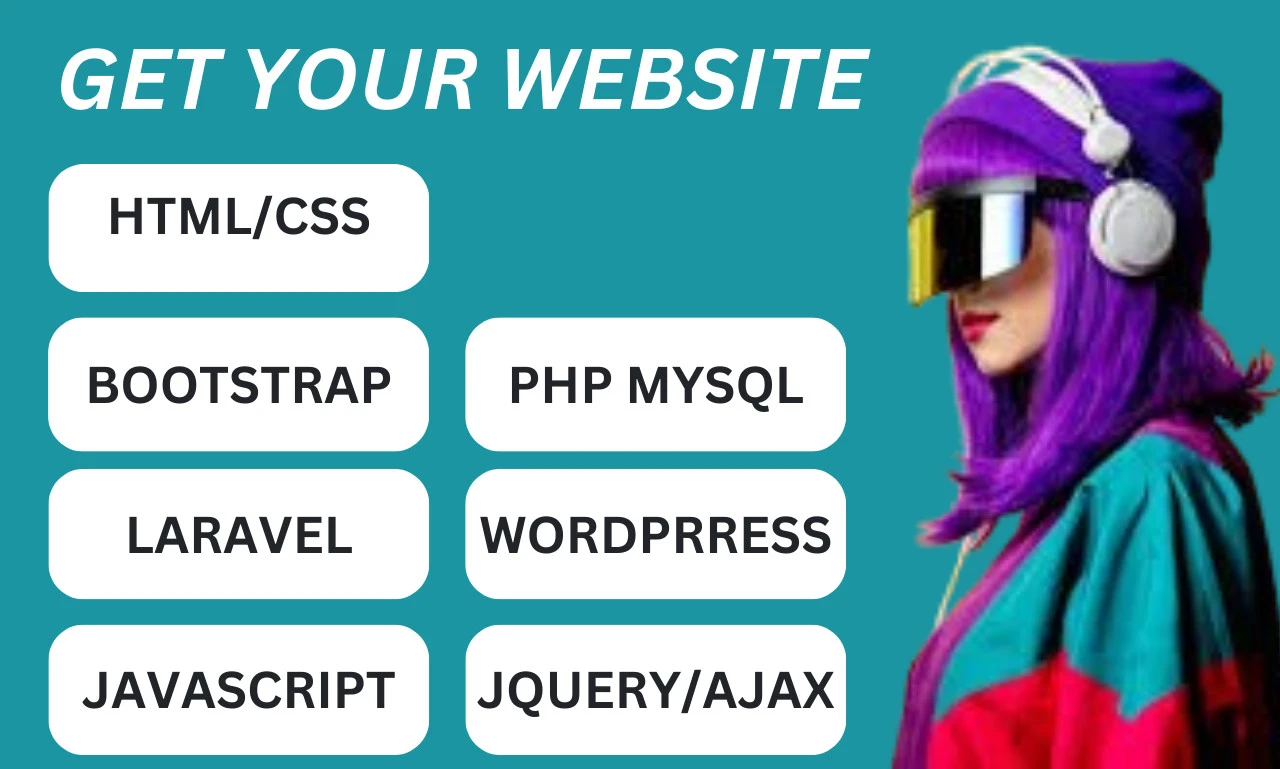 GET YOUR WEBSITE
HTML/CSS
BOOTSTRAP
PHP MYSQL
LARAVEL
WORDPRRESS
JAVASCRIPT
JQUERY/AJAX